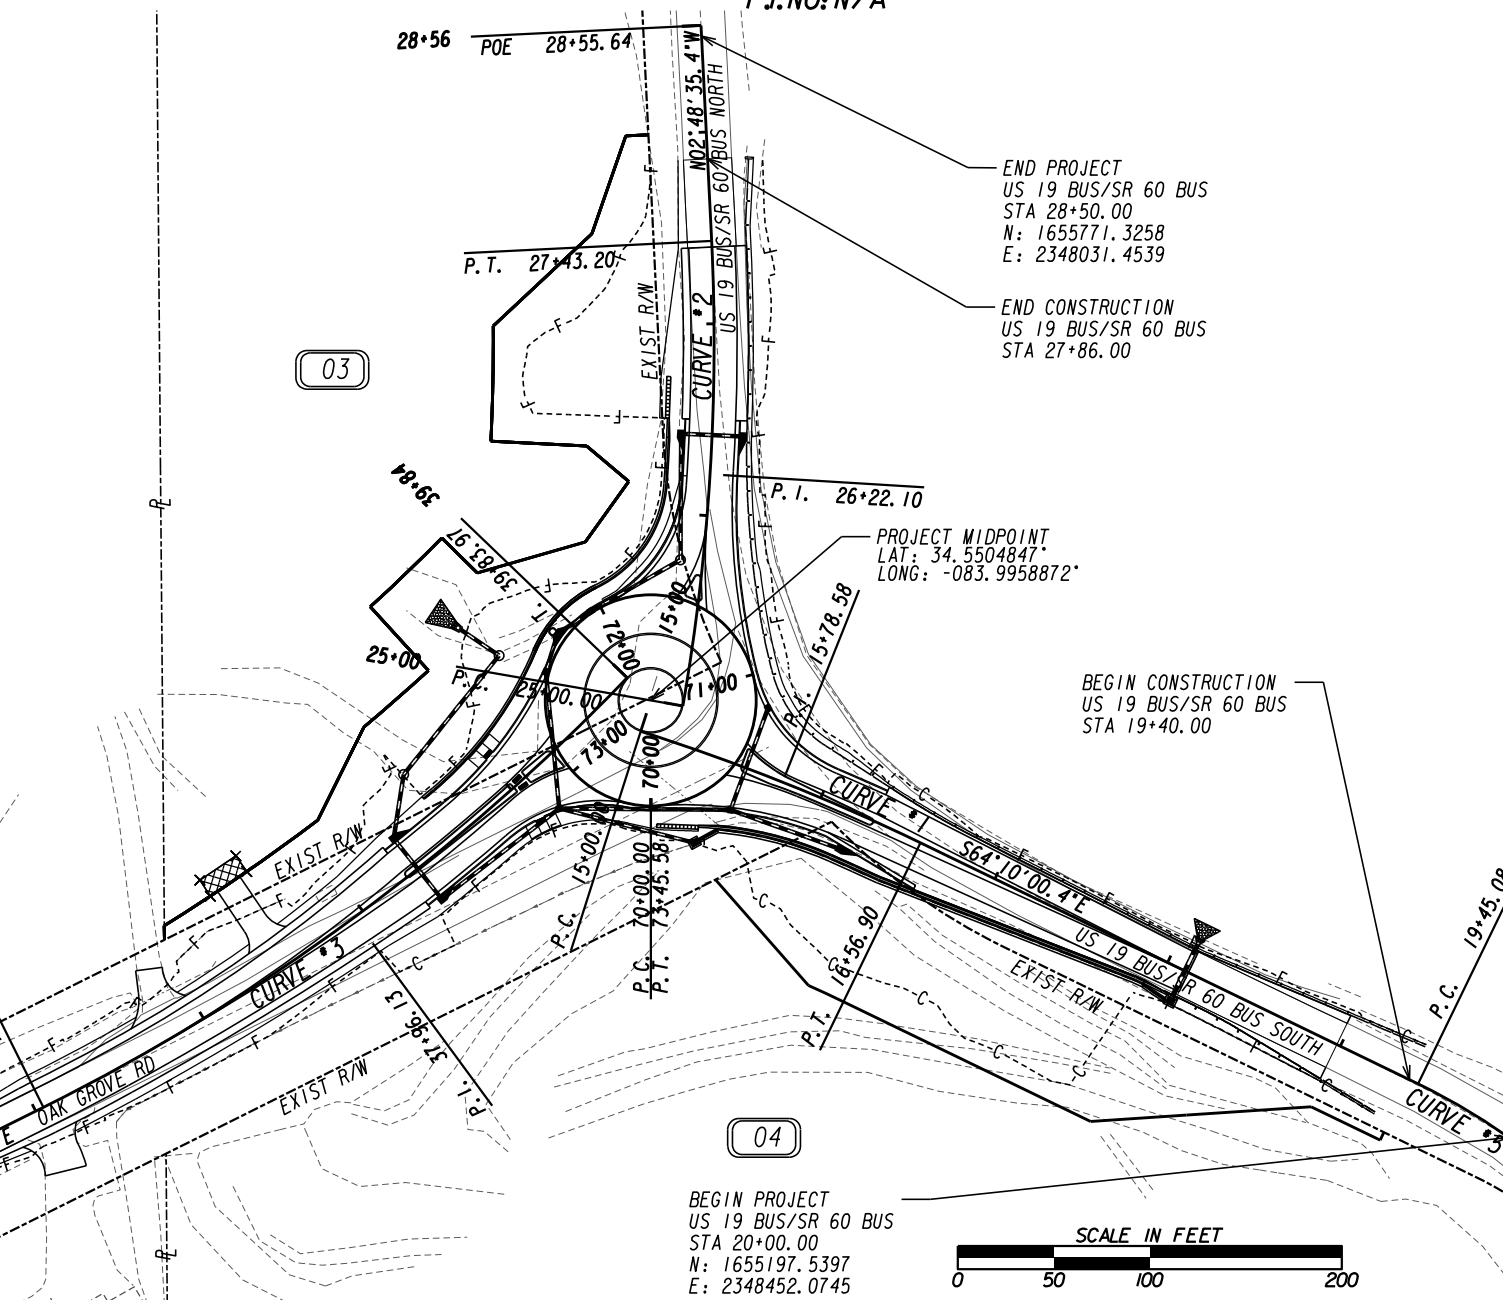 P.I. NO: N/A
28+56
POE 28+55.64
N02°48'35.4"W
US 19 BUS/SR 60 BUS NORTH
END PROJECT
US 19 BUS/SR 60 BUS
STA 28+50.00
N: 1655771.3258
E: 2348031.4539
P.T. 27+43.20
EXIST R/W
CURVE #2
END CONSTRUCTION
US 19 BUS/SR 60 BUS
STA 27+86.00
03
39+84
39+83.97
P.I. 26+22.10
PROJECT MIDPOINT
LAT: 34.5504847°
LONG: -083.9958872°
15+00
72+00
25+00
P.C. 25+00.00
71+00
73+00
70+00
P.I. 15+78.58
BEGIN CONSTRUCTION
US 19 BUS/SR 60 BUS
STA 19+40.00
CURVE #1
S64°10'00.4"E
EXIST R/W
P.C. 15+00.00
P.C. 70+00.00
P.T. 73+45.58
P.T. 16+56.90
P.C. 19+45.08
US 19 BUS/SR 60 BUS SOUTH
EXIST R/W
CURVE #3
P.I. 37+96.13
OAK GROVE RD
EXIST R/W
E
CURVE #3
04
BEGIN PROJECT
US 19 BUS/SR 60 BUS
STA 20+00.00
N: 1655197.5397
E: 2348452.0745
SCALE IN FEET
0 50 100 200